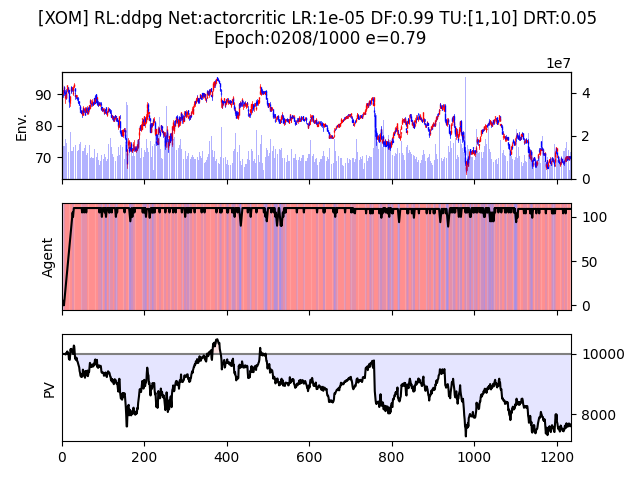 [XOM] RL:ddpg Net:actorcritic LR:1e-05 DF:0.99 TU:[1,10] DRT:0.05
Epoch:0208/1000 e=0.79
1e7
Env.
90
80
70
4
2
0
Agent
100
50
0
PV
10000
8000
0 200 400 600 800 1000 1200